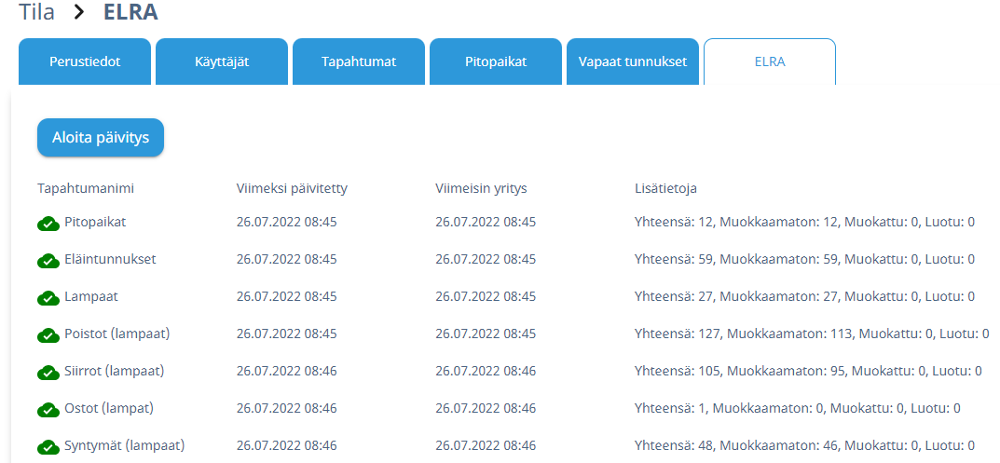 Tila > ELRA
Perustiedot Käyttäjät Tapahtumat Pitopaikat Vapaat tunnukset ELRA
Aloita päivitys
Tapahtumanimi Viimeksi päivitetty Viimeisin yritys Lisätietoja
Pitopaikat 26.07.2022 08:45 26.07.2022 08:45 Yhteensä: 12, Muokkaamaton: 12, Muokattu: 0, Luotu: 0
Eläintunnukset 26.07.2022 08:45 26.07.2022 08:45 Yhteensä: 59, Muokkaamaton: 59, Muokattu: 0, Luotu: 0
Lampaat 26.07.2022 08:45 26.07.2022 08:45 Yhteensä: 27, Muokkaamaton: 27, Muokattu: 0, Luotu: 0
Poistot (lampaat) 26.07.2022 08:45 26.07.2022 08:45 Yhteensä: 127, Muokkaamaton: 113, Muokattu: 0, Luotu: 0
Siirrot (lampaat) 26.07.2022 08:46 26.07.2022 08:46 Yhteensä: 105, Muokkaamaton: 95, Muokattu: 0, Luotu: 0
Ostot (lampat) 26.07.2022 08:46 26.07.2022 08:46 Yhteensä: 1, Muokkaamaton: 0, Muokattu: 0, Luotu: 0
Syntymät (lampaat) 26.07.2022 08:46 26.07.2022 08:46 Yhteensä: 48, Muokkaamaton: 46, Muokattu: 0, Luotu: 0